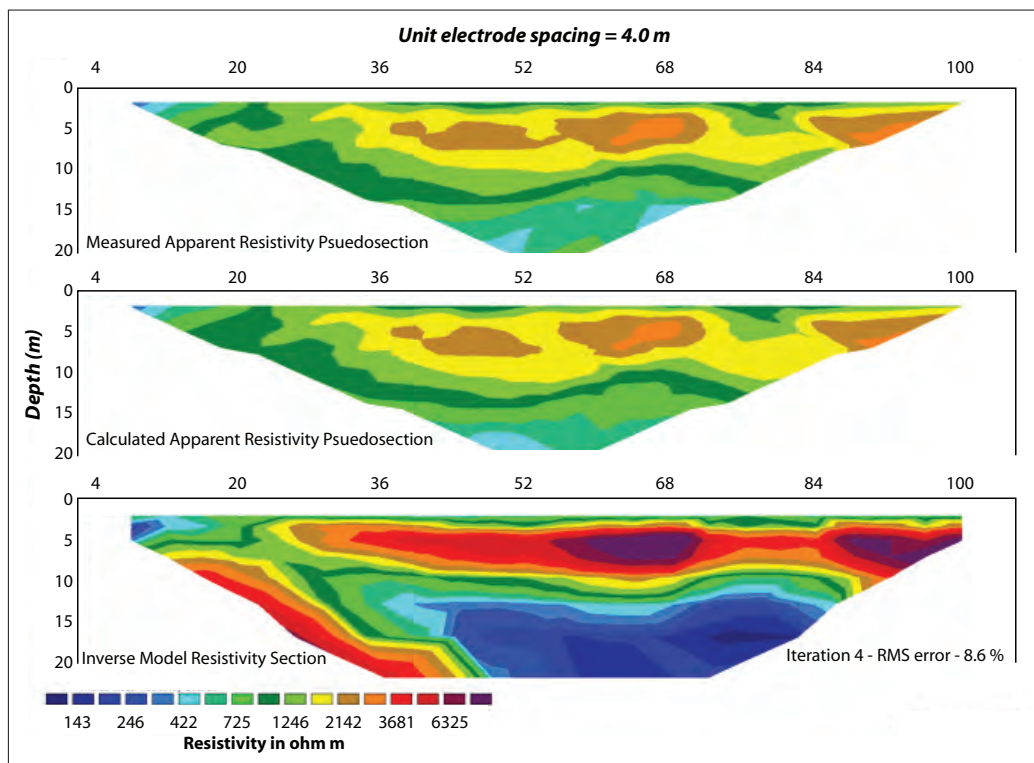 Unit electrode spacing = 4.0 m
4 20 36 52 68 84 100
0
5
10
15
20
Measured Apparent Resistivity Psuedosection
4 20 36 52 68 84 100
0
5
10
15
20
Depth (m)
Calculated Apparent Resistivity Psuedosection
4 20 36 52 68 84 100
0
5
10
15
20
Inverse Model Resistivity Section
Iteration 4 - RMS error - 8.6 %
143 246 422 725 1246 2142 3681 6325
Resistivity in ohm m